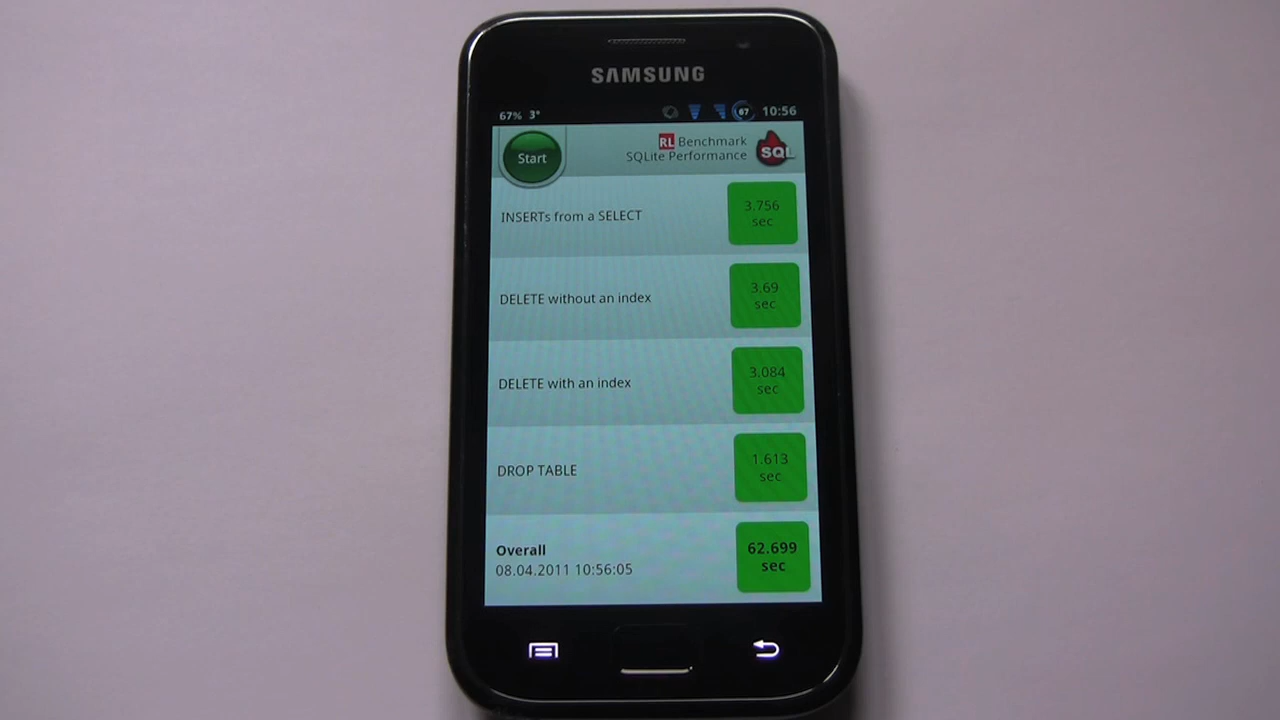 SAMSUNG
67% 3° 67 10:56
Start
RL Benchmark
SQLite Performance
SQL
INSERTs from a SELECT
3.756
sec
DELETE without an index
3.69
sec
DELETE with an index
3.084
sec
DROP TABLE
1.613
sec
Overall
08.04.2011 10:56:05
62.699
sec